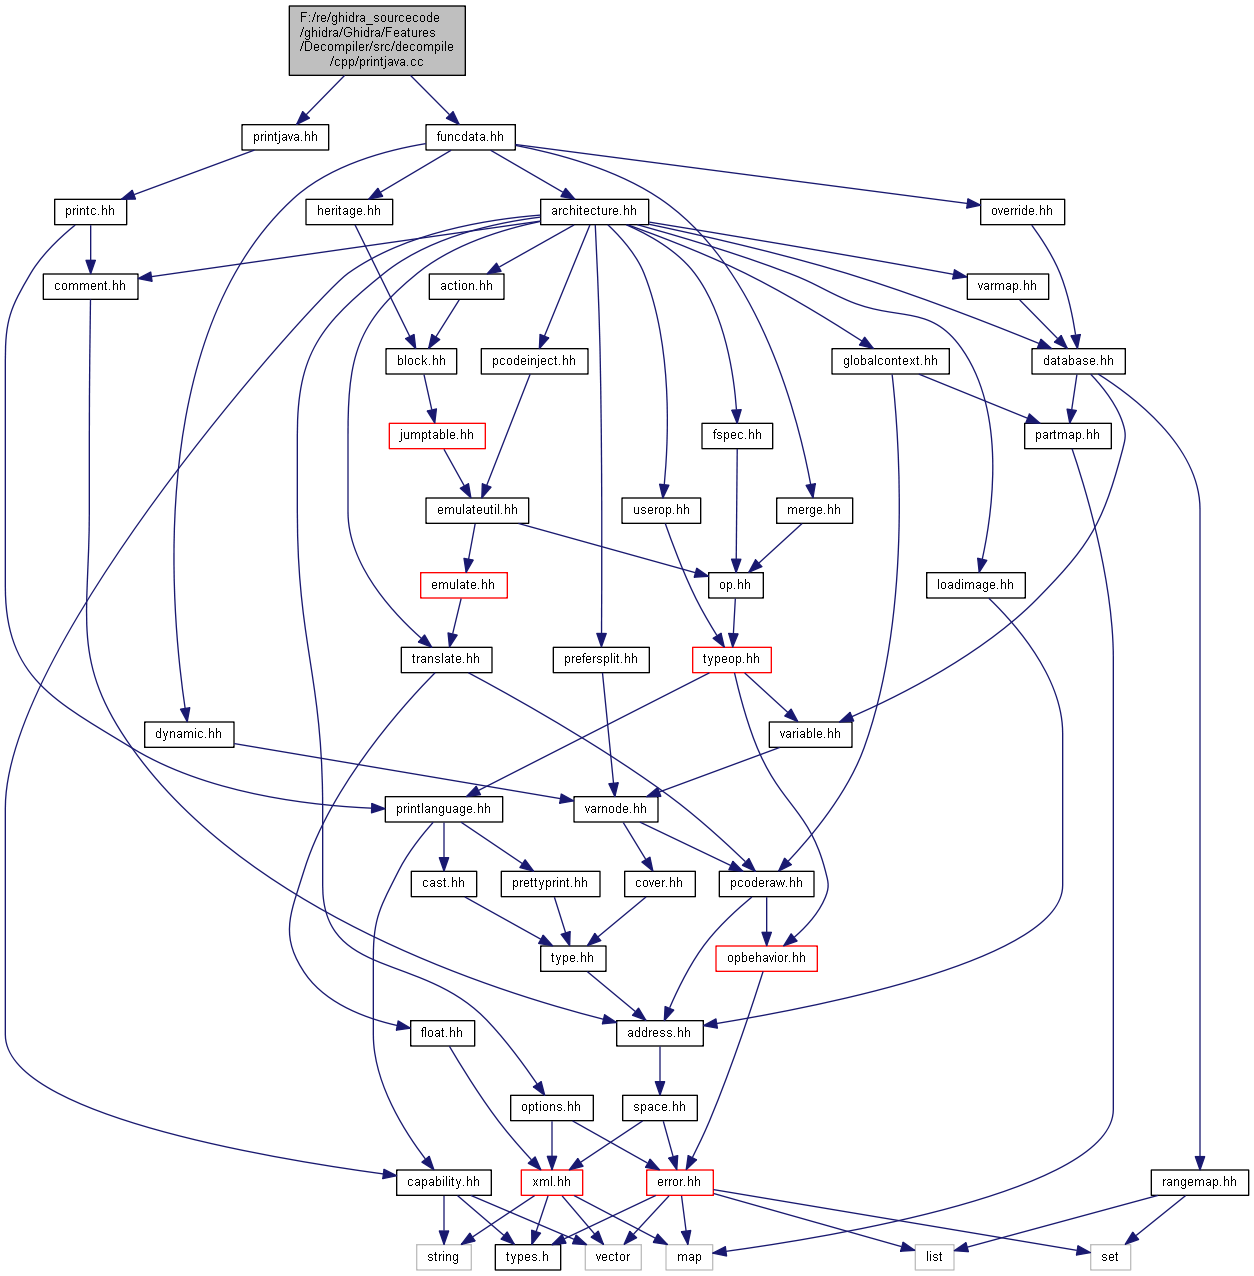 F:/re/ghidra_sourcecode
/ghidra/Ghidra/Features
/Decompiler/src/decompile
/cpp/printjava.cc
printjava.hh
funcdata.hh
printc.hh
heritage.hh
architecture.hh
override.hh
comment.hh
action.hh
varmap.hh
block.hh
pcodeinject.hh
globalcontext.hh
database.hh
jumptable.hh
fspec.hh
partmap.hh
emulateutil.hh
userop.hh
merge.hh
emulate.hh
op.hh
loadimage.hh
translate.hh
prefersplit.hh
typeop.hh
dynamic.hh
variable.hh
printlanguage.hh
varnode.hh
cast.hh
prettyprint.hh
cover.hh
pcoderaw.hh
type.hh
opbehavior.hh
float.hh
address.hh
options.hh
space.hh
capability.hh
xml.hh
error.hh
rangemap.hh
string
types.h
vector
map
list
set